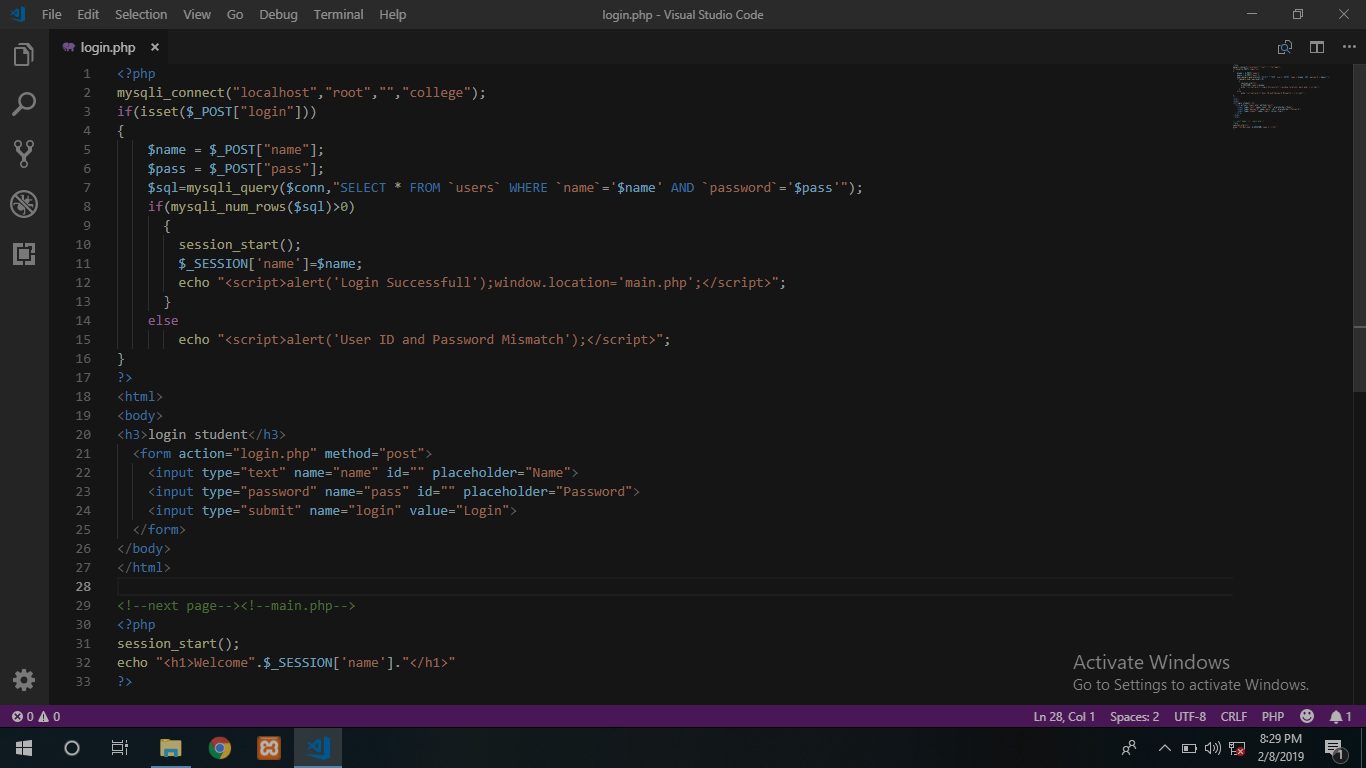 File Edit Selection View Go Debug Terminal Help login.php - Visual Studio Code
login.php ×
1 <?php
2 mysqli_connect("localhost","root","","college");
3 if(isset($_POST["login"]))
4 {
5 $name = $_POST["name"];
6 $pass = $_POST["pass"];
7 $sql=mysqli_query($conn,"SELECT * FROM `users` WHERE `name`='$name' AND `password`='$pass'");
8 if(mysqli_num_rows($sql)>0)
9 {
10 session_start();
11 $_SESSION['name']=$name;
12 echo "<script>alert('Login Successfull');window.location='main.php';</script>";
13 }
14 else
15 echo "<script>alert('User ID and Password Mismatch');</script>";
16 }
17 ?>
18 <html>
19 <body>
20 <h3>login student</h3>
21 <form action="login.php" method="post">
22 <input type="text" name="name" id="" placeholder="Name">
23 <input type="password" name="pass" id="" placeholder="Password">
24 <input type="submit" name="login" value="Login">
25 </form>
26 </body>
27 </html>
28
29 <!--next page--><!--main.php-->
30 <?php
31 session_start();
32 echo "<h1>Welcome".$_SESSION['name']."</h1>"
33 ?>
Activate Windows
Go to Settings to activate Windows.
0 0 Ln 28, Col 1 Spaces: 2 UTF-8 CRLF PHP 1
8:29 PM
2/8/2019
1